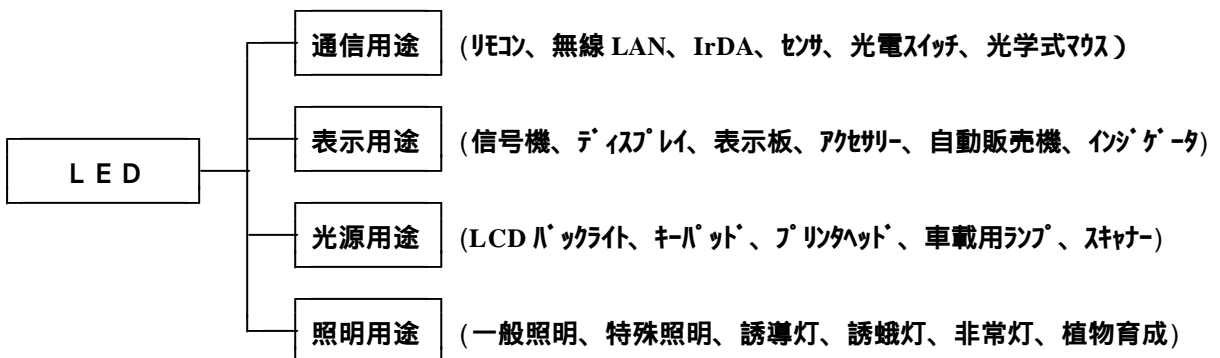 通信用途 (ﾘﾓｺﾝ、無線 LAN、IrDA、ｾﾝｻ、光電ｽｲｯﾁ、光学式ﾏｳｽ)
表示用途 (信号機、ﾃﾞｨｽﾌﾟﾚｲ、表示板、ｱｸｾｻﾘｰ、自動販売機、ｲﾝｼﾞｹﾞｰﾀ)
ＬＥＤ
光源用途 (LCD ﾊﾞｯｸﾗｲﾄ、ｷｰﾊﾟｯﾄﾞ、ﾌﾟﾘﾝﾀﾍｯﾄﾞ、車載用ﾗﾝﾌﾟ、ｽｷｬﾅｰ)
照明用途 (一般照明、特殊照明、誘導灯、誘蛾灯、非常灯、植物育成)